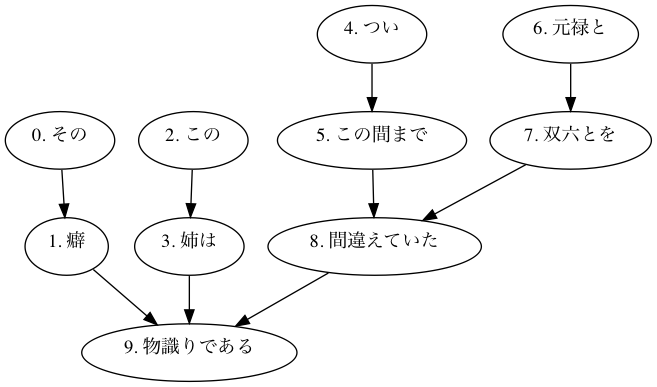 4. つい
6. 元禄と
0. その
2. この
5. この間まで
7. 双六とを
1. 癖
3. 姉は
8. 間違えていた
9. 物識りである